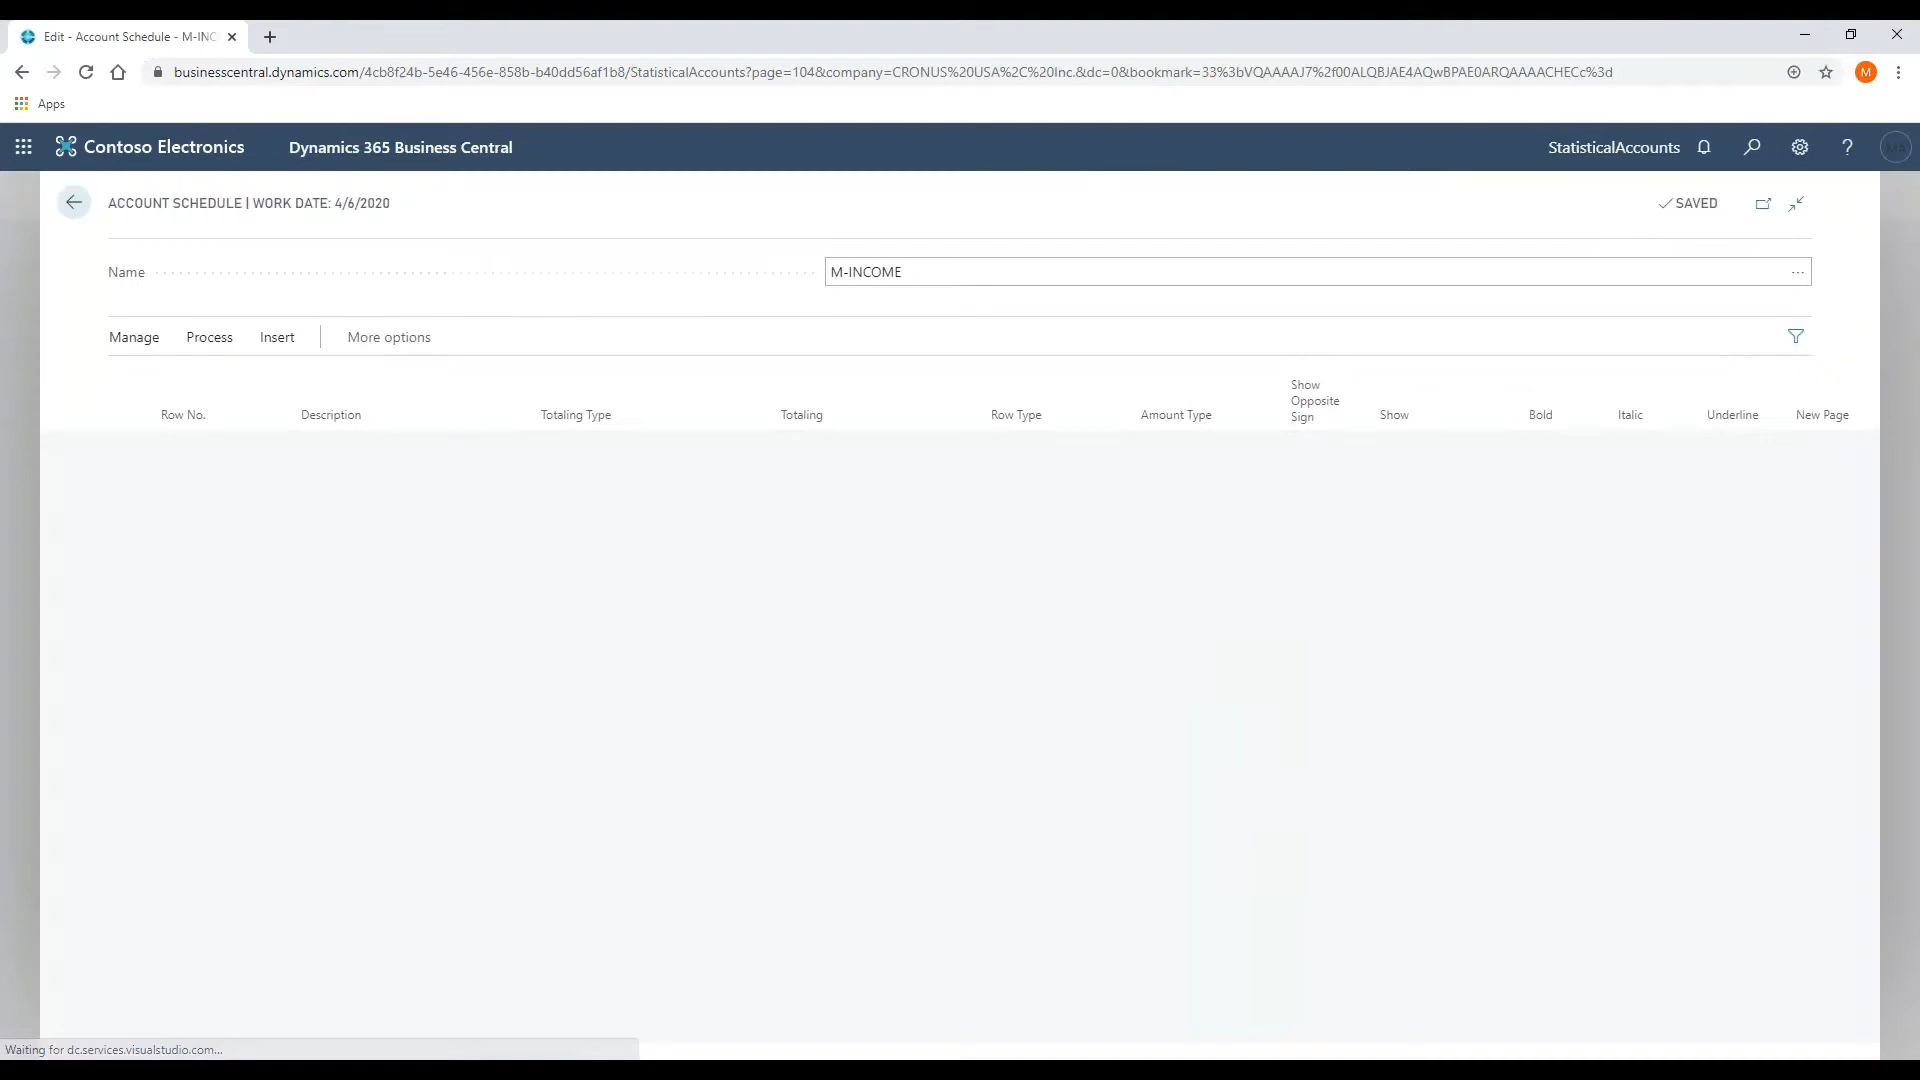 Edit - Account Schedule - M-INC
businesscentral.dynamics.com/4cb8f24b-5e46-456e-858b-b40dd56af1b8/StatisticalAccounts?page=104&company=CRONUS%20USA%2C%20Inc.&dc=0&bookmark=33%3bVQAAAAJ7%2f00ALQBJAE4AQwBPAE0ARQAAAACHECc%3d
M
Apps
Contoso Electronics
Dynamics 365 Business Central
StatisticalAccounts
ACCOUNT SCHEDULE | WORK DATE: 4/6/2020
SAVED
Name
M-INCOME
Manage
Process
Insert
More options
Row No.
Description
Totaling Type
Totaling
Row Type
Amount Type
Show
Opposite
Sign
Show
Bold
Italic
Underline
New Page
Waiting for dc.services.visualstudio.com...